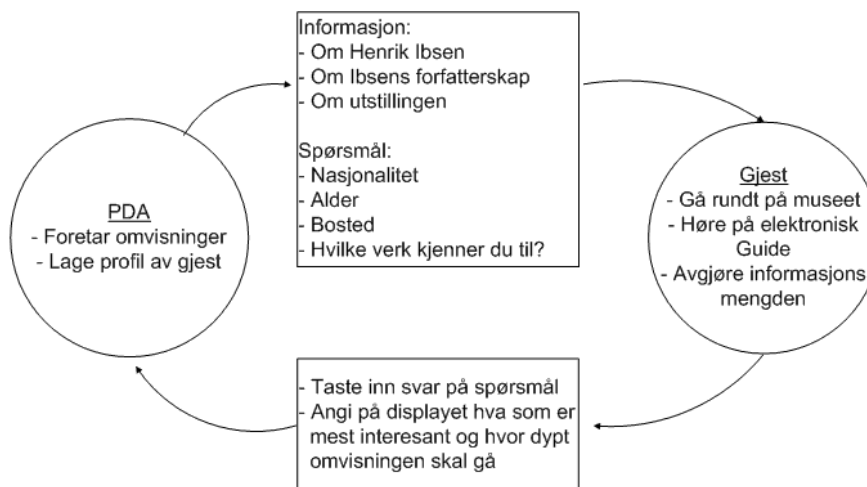 Informasjon:
- Om Henrik Ibsen
- Om Ibsens forfatterskap
- Om utstillingen
Spørsmål:
- Nasjonalitet
- Alder
- Bosted
- Hvilke verk kjenner du til?
PDA
- Foretar omvisninger
- Lage profil av gjest
Gjest
- Gå rundt på museet
- Høre på elektronisk
Guide
- Avgjøre informasjons
mengden
- Taste inn svar på spørsmål
- Angi på displayet hva som er
mest interesant og hvor dypt
omvisningen skal gå